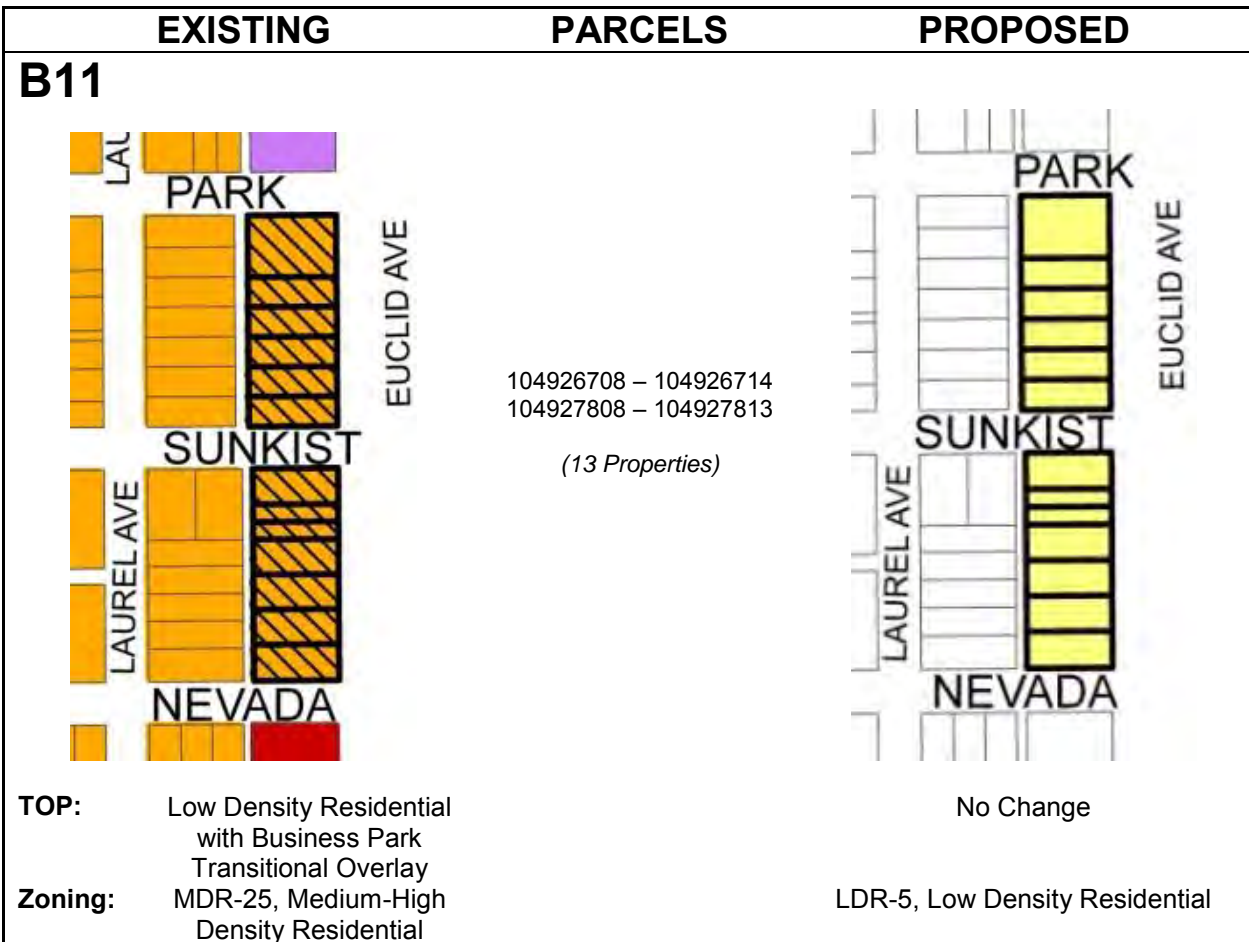 EXISTING PARCELS PROPOSED
B11
LAU
PARK
EUCLID AVE
SUNKIST
LAUREL AVE
NEVADA
104926708 – 104926714
104927808 – 104927813
(13 Properties)
PARK
EUCLID AVE
SUNKIST
LAUREL AVE
NEVADA
TOP: Low Density Residential No Change
with Business Park
Transitional Overlay
Zoning: MDR-25, Medium-High LDR-5, Low Density Residential
Density Residential